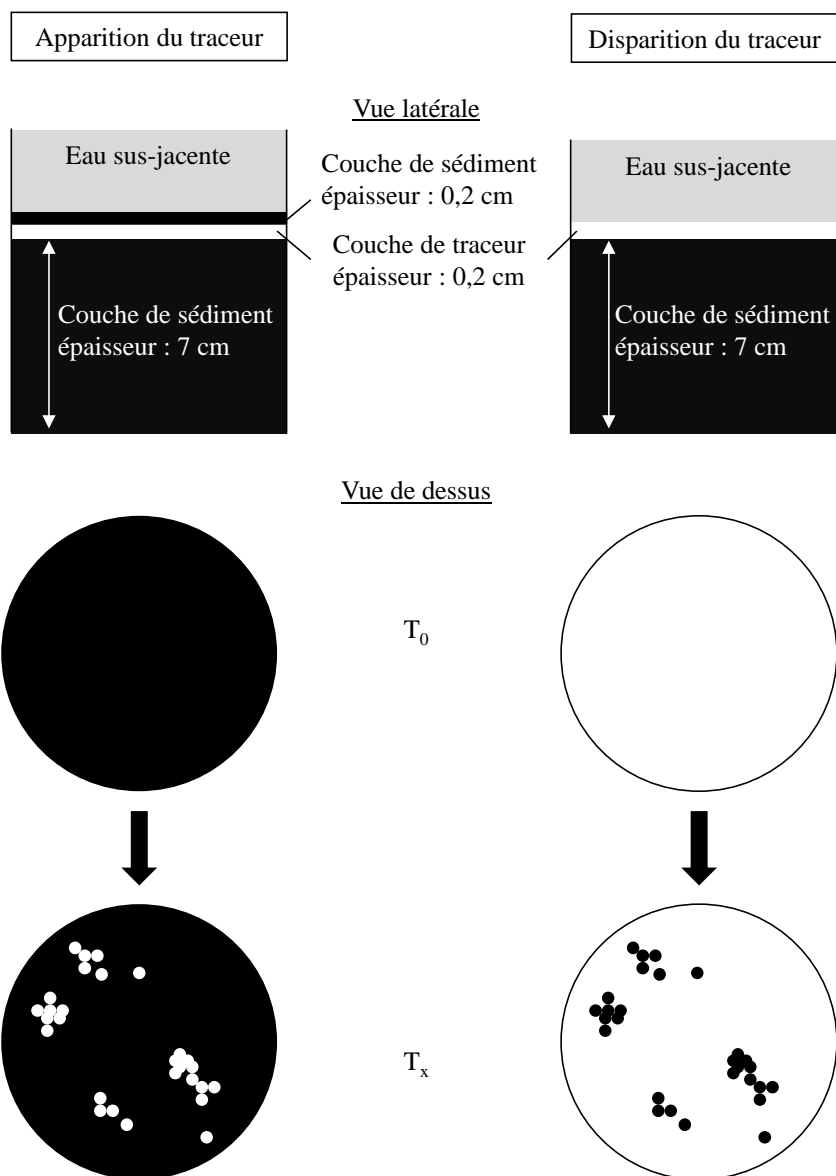 Apparition du traceur
Disparition du traceur
Vue latérale
Eau sus-jacente
Couche de sédiment
épaisseur : 0,2 cm
Eau sus-jacente
Couche de traceur
épaisseur : 0,2 cm
Couche de sédiment
épaisseur : 7 cm
Couche de sédiment
épaisseur : 7 cm
Vue de dessus
T0
Tx